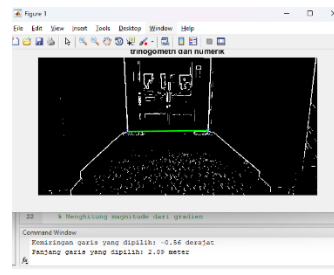 Figure 1
File Edit View Insert Tools Desktop Window Help
trinogometri dan numerik
22 % Menghitung magnitude dari gradien
Command Window
Kemiringan garis yang dipilih: -0.56 derajat
Panjang garis yang dipilih: 2.09 meter
fx